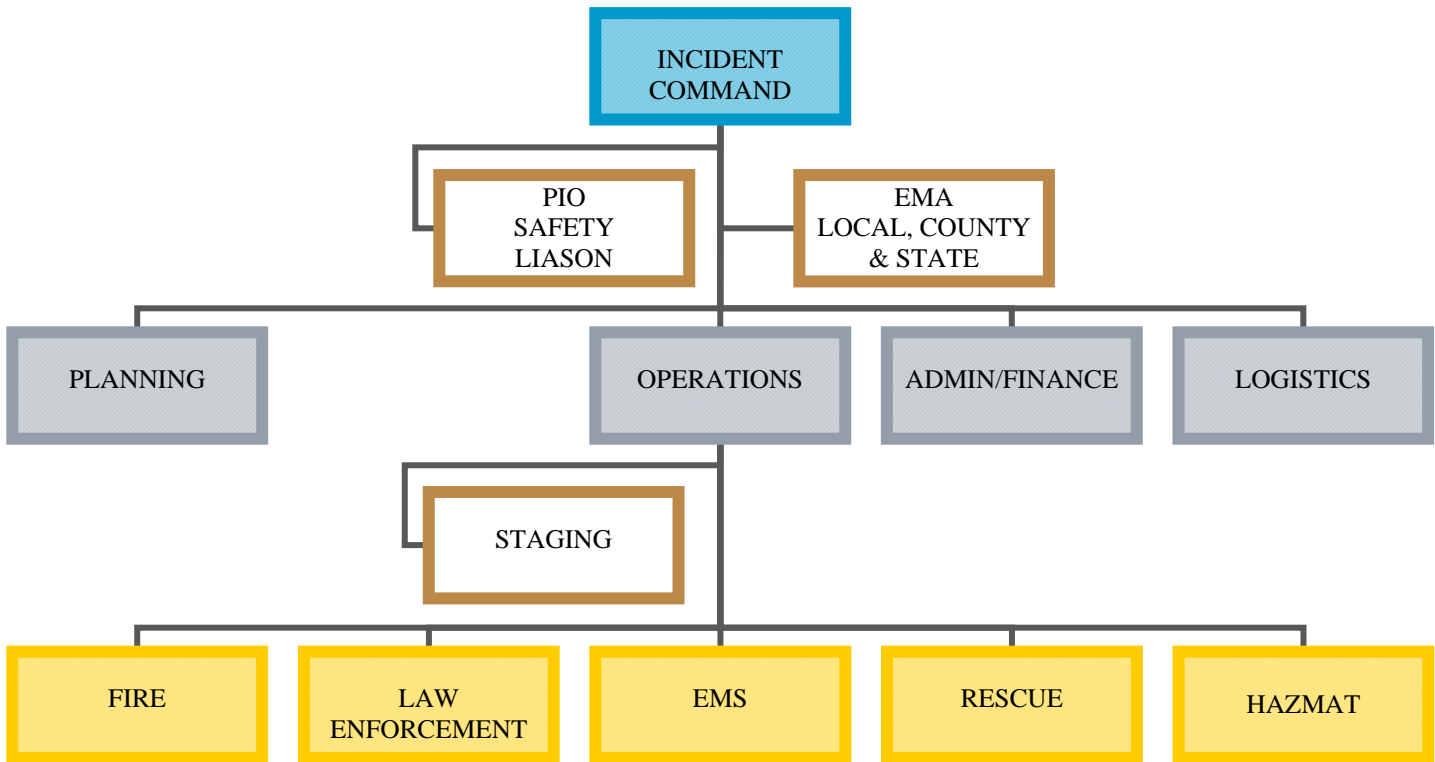 INCIDENT
COMMAND
PIO
SAFETY
LIASON
EMA
LOCAL, COUNTY
& STATE
PLANNING
OPERATIONS
ADMIN/FINANCE
LOGISTICS
STAGING
FIRE
LAW
ENFORCEMENT
EMS
RESCUE
HAZMAT